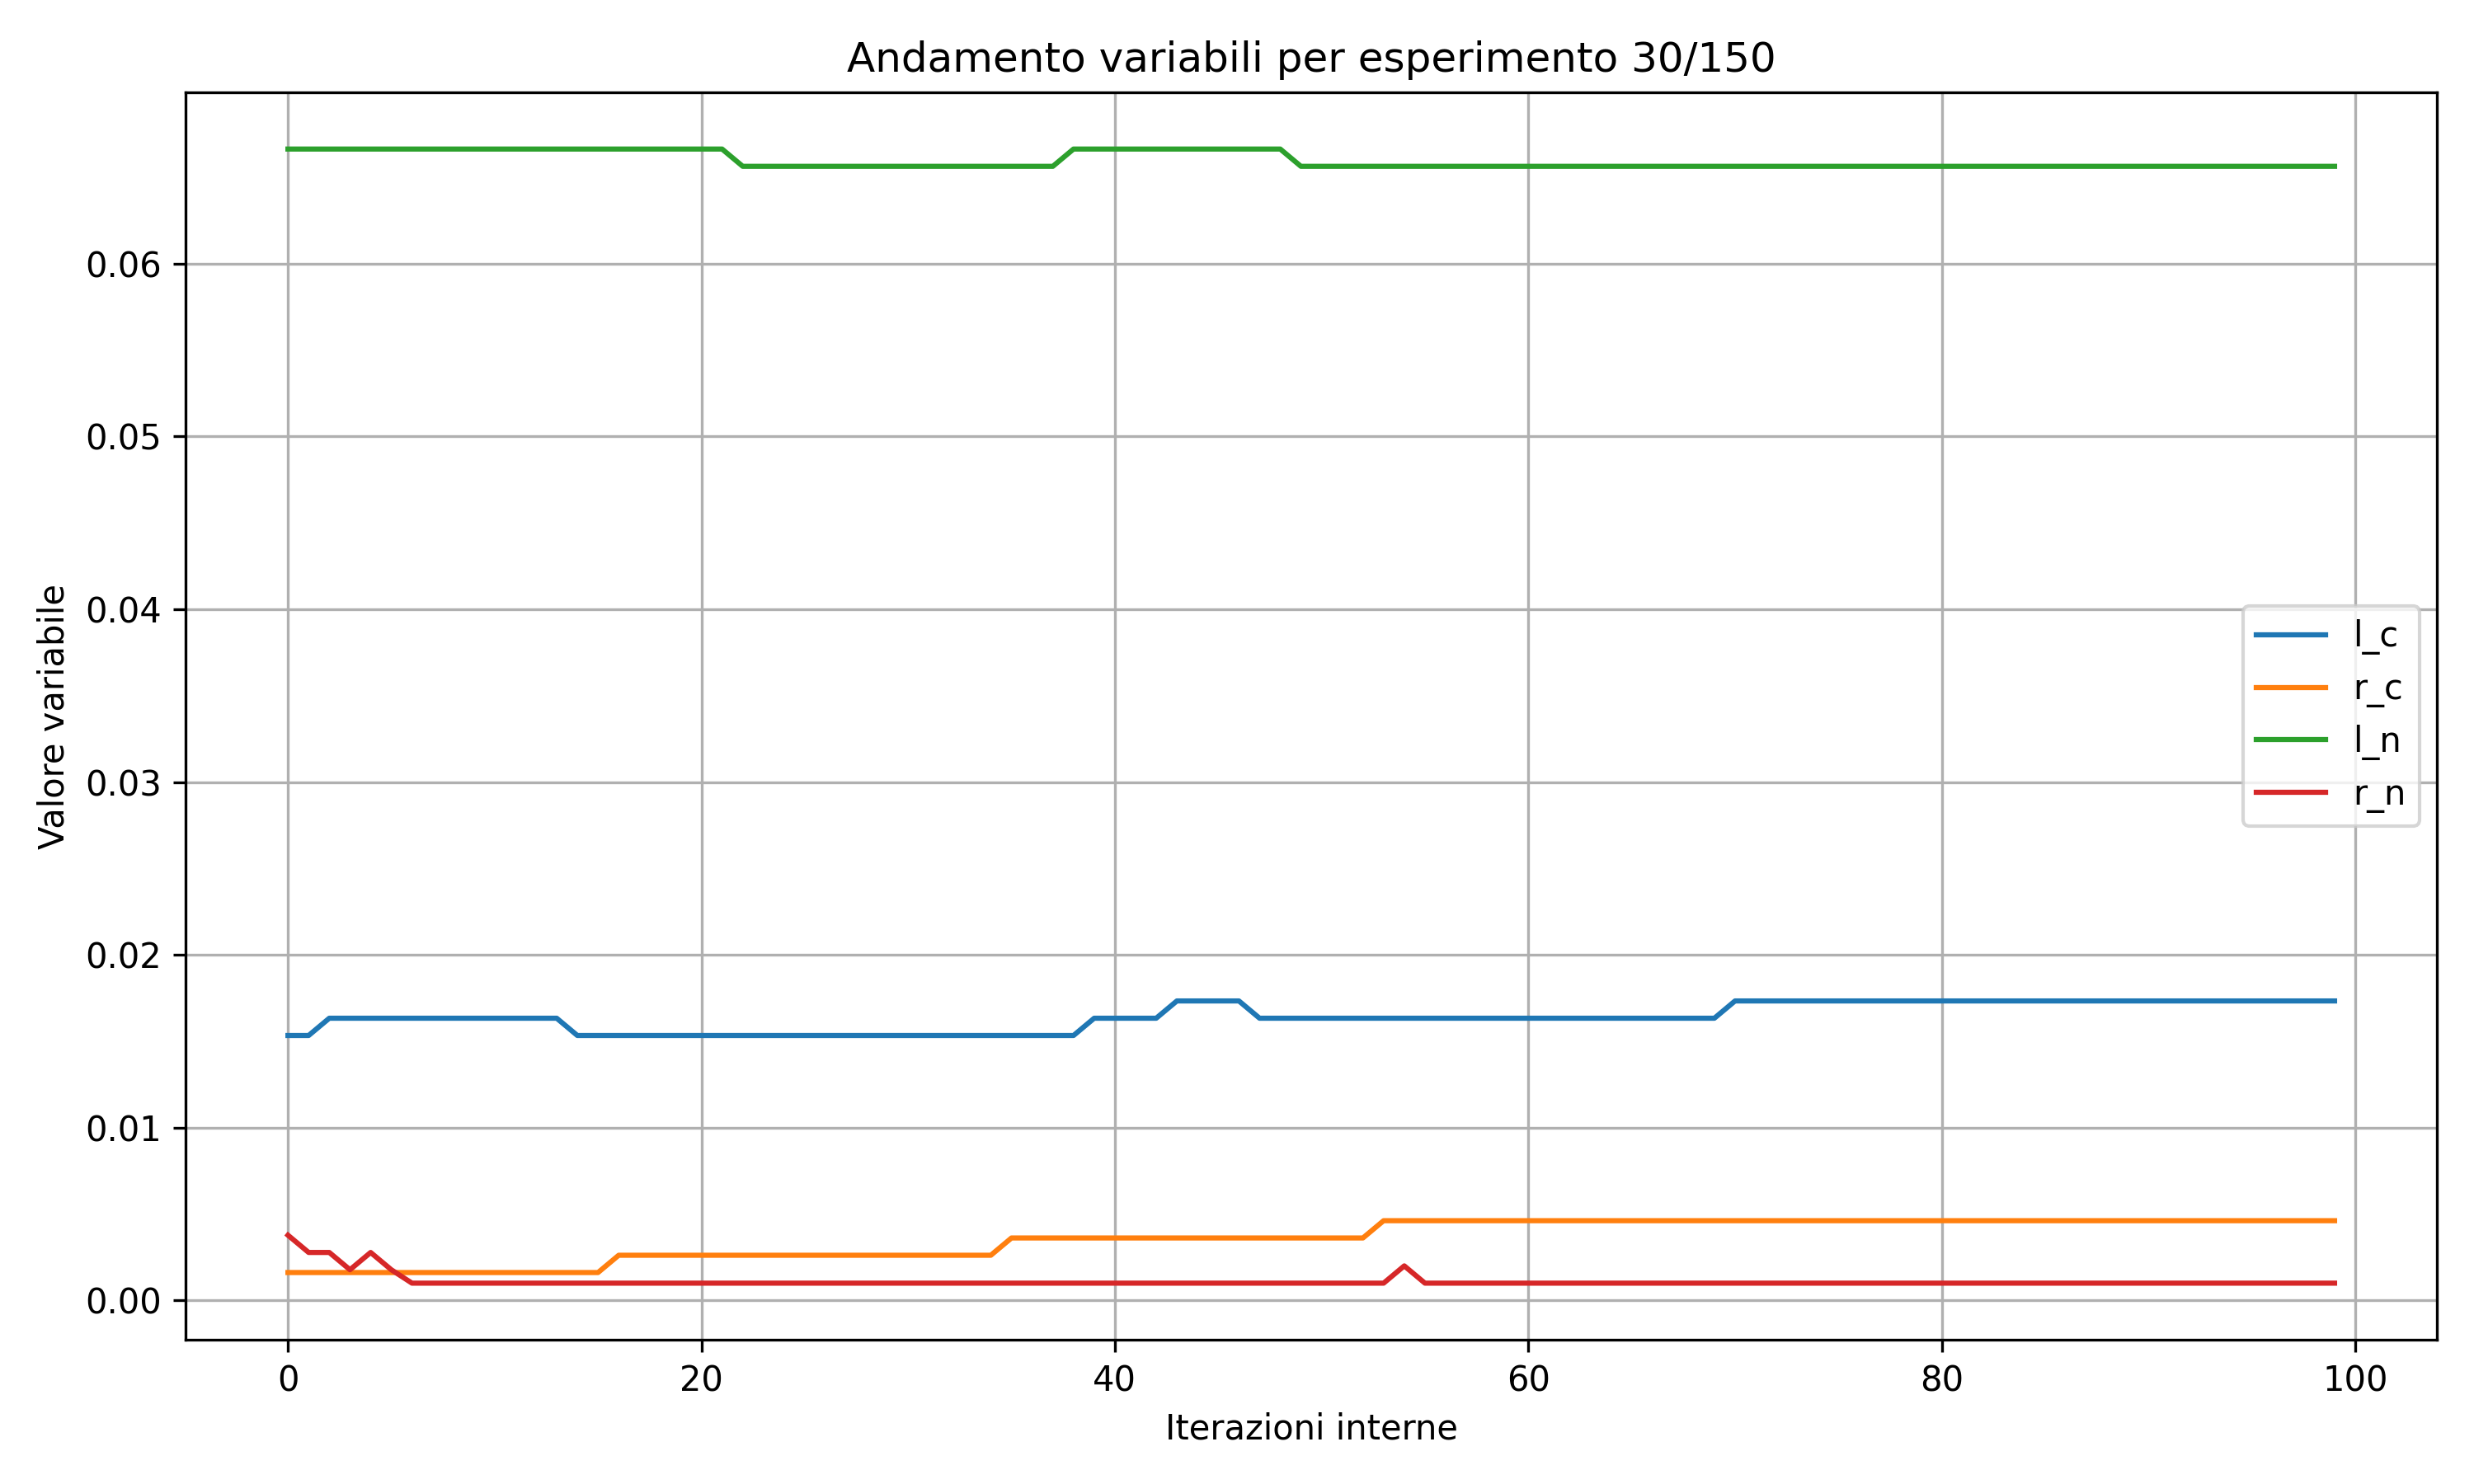 Andamento variabili per esperimento 30/150
Valore variabile
0.06
0.05
0.04
0.03
0.02
0.01
0.00
l_c
r_c
l_n
r_n
0 20 40 60 80 100
Iterazioni interne